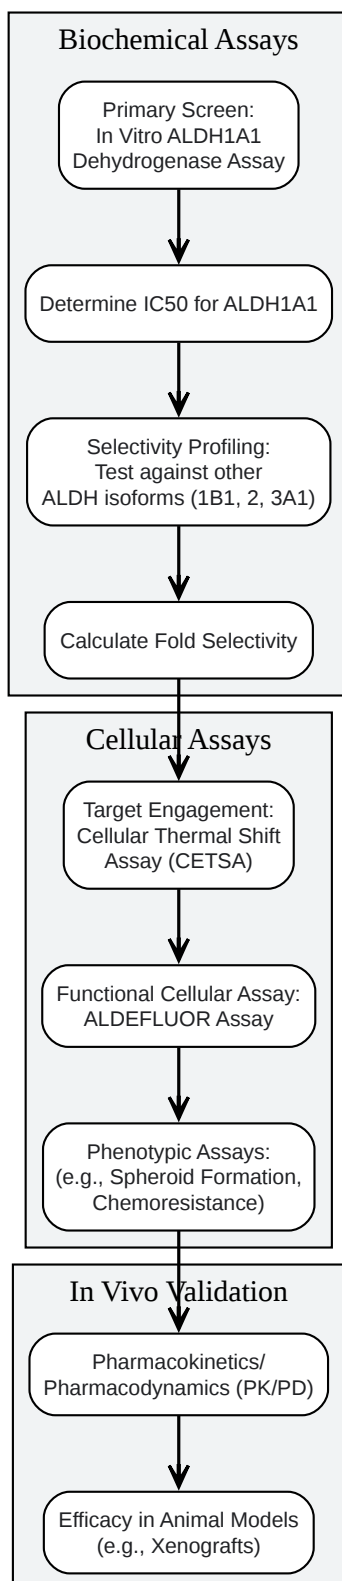 Biochemical Assays
Primary Screen:
In Vitro ALDH1A1
Dehydrogenase Assay
Determine IC50 for ALDH1A1
Selectivity Profiling:
Test against other
ALDH isoforms (1B1, 2, 3A1)
Calculate Fold Selectivity
Cellular Assays
Target Engagement:
Cellular Thermal Shift
Assay (CETSA)
Functional Cellular Assay:
ALDEFLUOR Assay
Phenotypic Assays:
(e.g., Spheroid Formation,
Chemoresistance)
In Vivo Validation
Pharmacokinetics/
Pharmacodynamics (PK/PD)
Efficacy in Animal Models
(e.g., Xenografts)